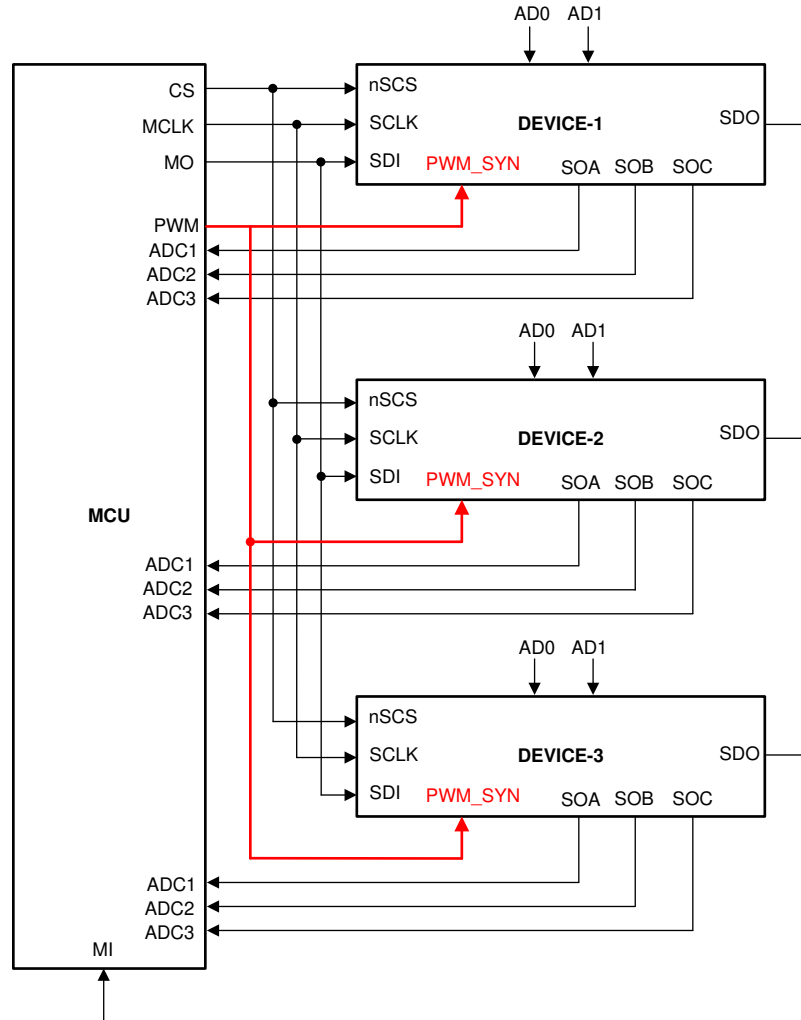 AD0 AD1
CS
MCLK
MO
PWM
ADC1
ADC2
ADC3
nSCS
SCLK
SDI
DEVICE-1
PWM_SYN
SOA SOB SOC
SDO
AD0 AD1
nSCS
SCLK
SDI
DEVICE-2
PWM_SYN
SOA SOB SOC
SDO
MCU
ADC1
ADC2
ADC3
AD0 AD1
nSCS
SCLK
SDI
DEVICE-3
PWM_SYN
SOA SOB SOC
SDO
ADC1
ADC2
ADC3
MI